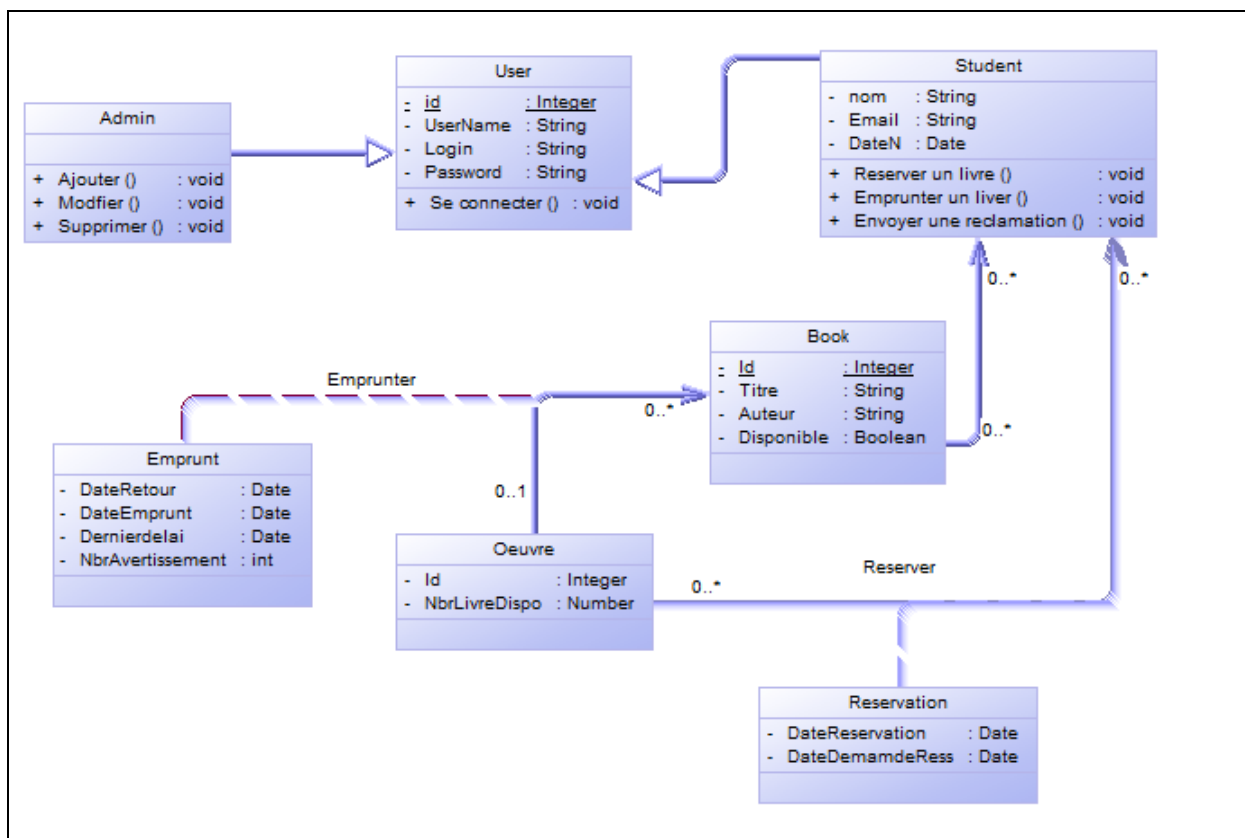 User
- id : Integer
- UserName : String
- Login : String
- Password : String
+ Se connecter () : void
Student
- nom : String
- Email : String
- DateN : Date
+ Reserver un livre () : void
+ Emprunter un liver () : void
+ Envoyer une reclamation () : void
Admin
+ Ajouter () : void
+ Modfier () : void
+ Supprimer () : void
0..*
0..*
Book
- Id : Integer
- Titre : String
- Auteur : String
- Disponible : Boolean
Emprunter
0..*
0..*
Emprunt
- DateRetour : Date
- DateEmprunt : Date
- Dernierdelai : Date
- NbrAvertissement : int
0..1
Oeuvre
- Id : Integer
- NbrLivreDispo : Number
Reserver
0..*
Reservation
- DateReservation : Date
- DateDemamdeRess : Date